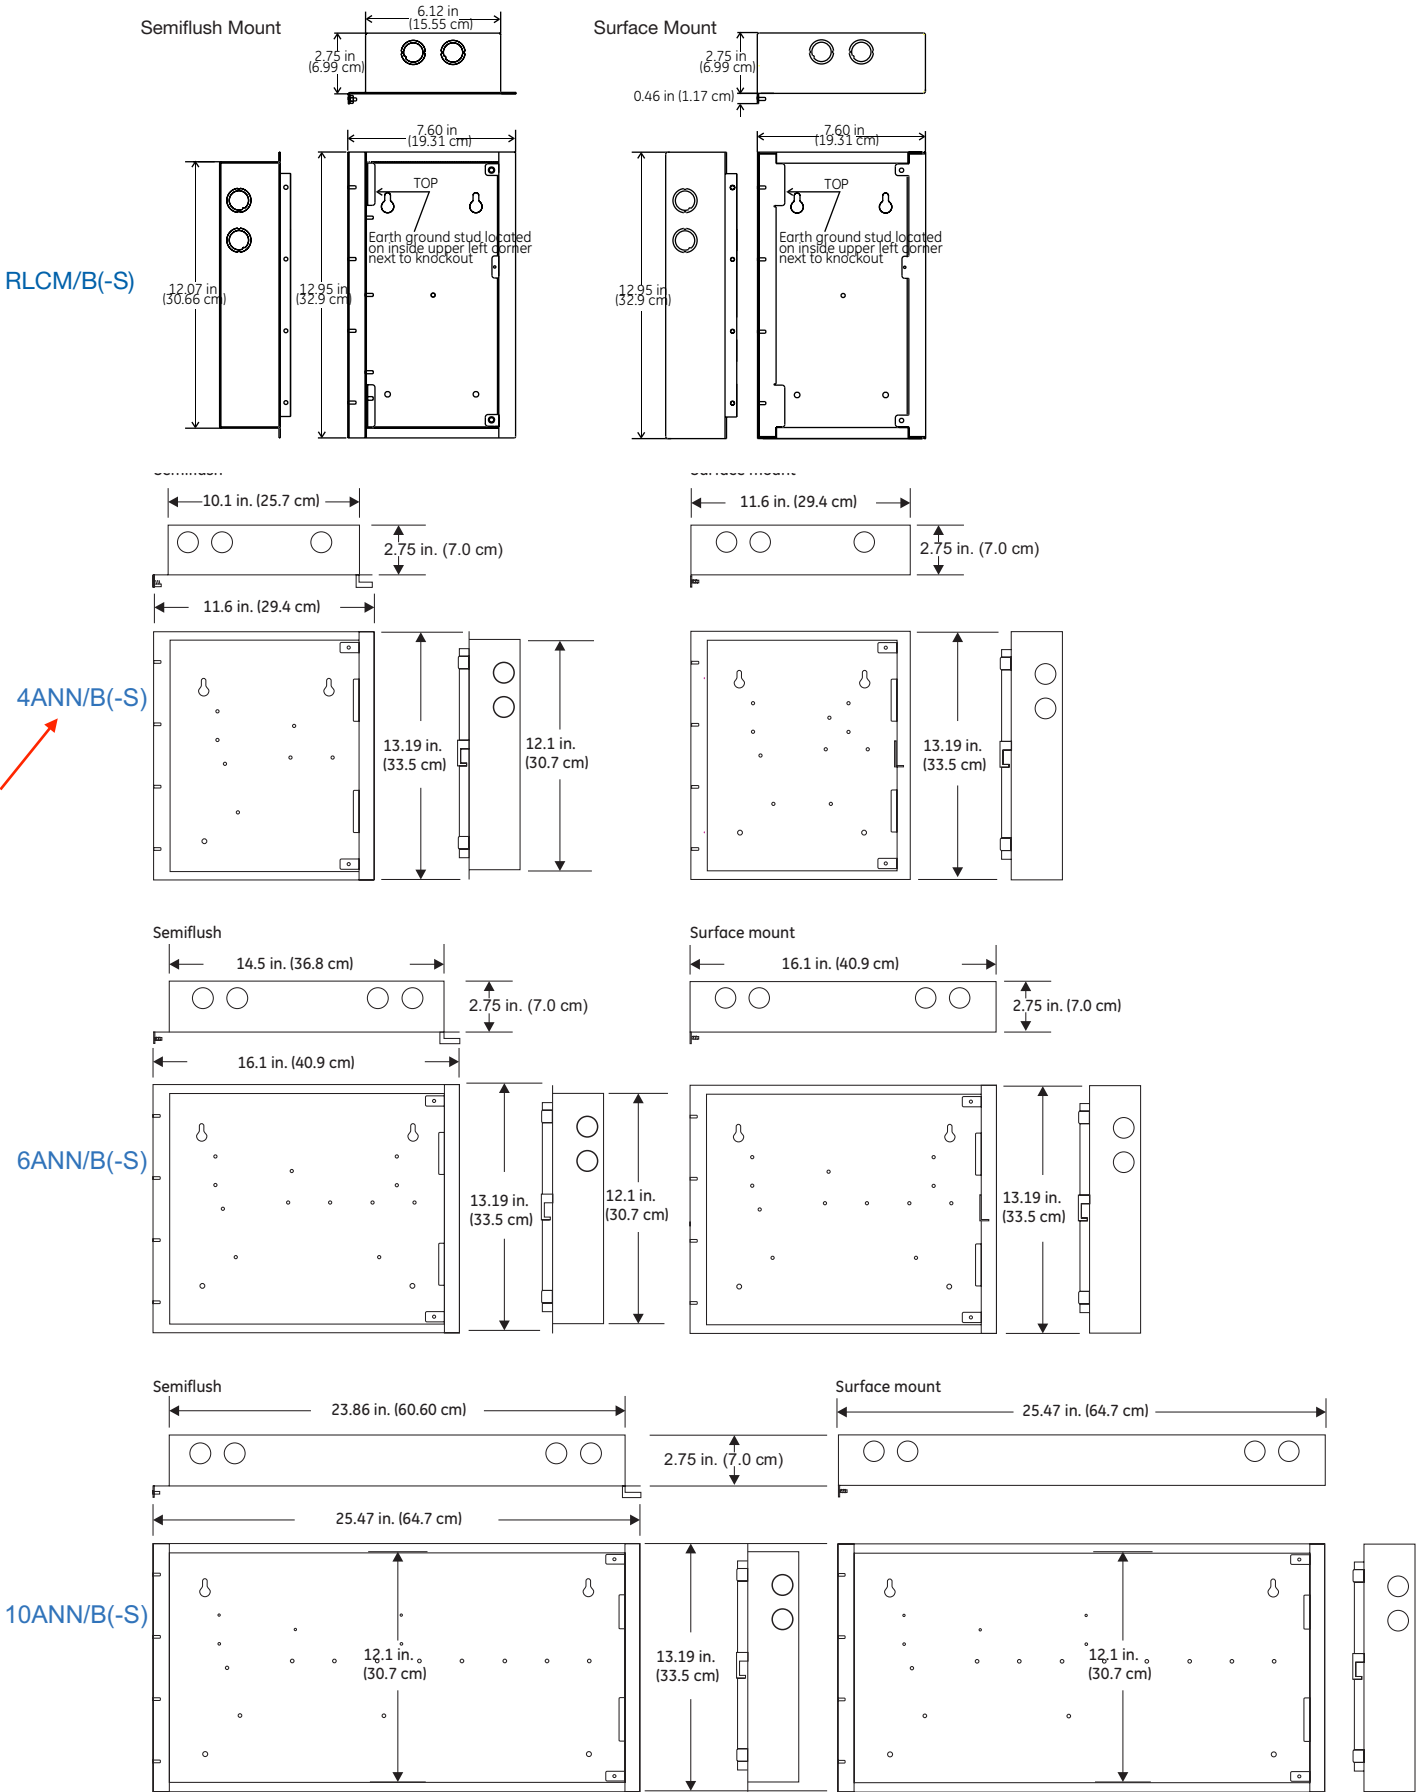 Semiflush Mount
6.12 in
(15.55 cm)
2.75 in
(6.99 cm)
Surface Mount
2.75 in
(6.99 cm)
0.46 in (1.17 cm)
7.60 in
(19.31 cm)
7.60 in
(19.31 cm)
TOP
Earth ground stud located
on inside upper left corner
next to knockout
TOP
Earth ground stud located
on inside upper left corner
next to knockout
RLCM/B(-S)
12.07 in
(30.66 cm)
12.95 in
(32.9 cm)
12.95 in
(32.9 cm)
Semiflush
Surface mount
10.1 in. (25.7 cm)
11.6 in. (29.4 cm)
2.75 in. (7.0 cm)
2.75 in. (7.0 cm)
11.6 in. (29.4 cm)
4ANN/B(-S)
13.19 in.
(33.5 cm)
12.1 in.
(30.7 cm)
13.19 in.
(33.5 cm)
Semiflush
Surface mount
14.5 in. (36.8 cm)
16.1 in. (40.9 cm)
2.75 in. (7.0 cm)
2.75 in. (7.0 cm)
16.1 in. (40.9 cm)
6ANN/B(-S)
13.19 in.
(33.5 cm)
12.1 in.
(30.7 cm)
13.19 in.
(33.5 cm)
Semiflush
Surface mount
23.86 in. (60.60 cm)
25.47 in. (64.7 cm)
2.75 in. (7.0 cm)
25.47 in. (64.7 cm)
10ANN/B(-S)
12.1 in.
(30.7 cm)
13.19 in.
(33.5 cm)
12.1 in.
(30.7 cm)